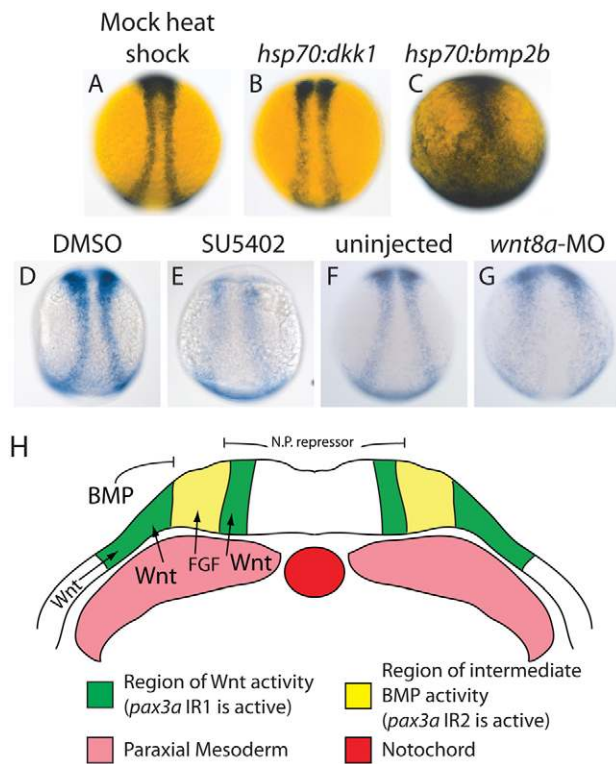 Mock heat
shock
hsp70:dkk1
hsp70:bmp2b
A
B
C
DMSO
SU5402
uninjected
wnt8a-MO
D
E
F
G
H
N.P. repressor
BMP
Wnt
Wnt
FGF
Wnt
Region of Wnt activity
(pax3a IR1 is active)
Region of intermediate
BMP activity
(pax3a IR2 is active)
Paraxial Mesoderm
Notochord